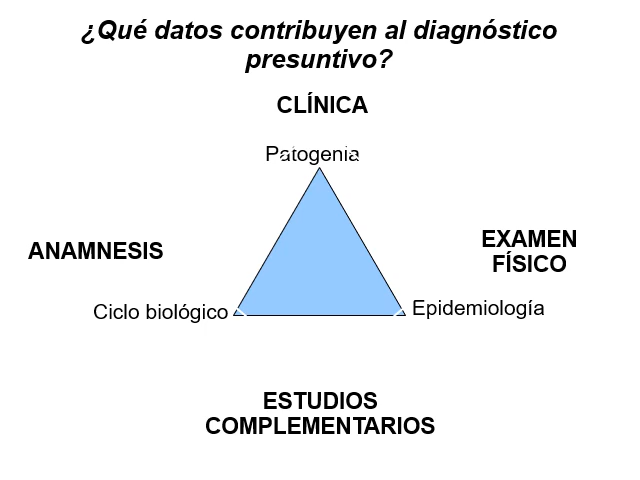 ¿Qué datos contribuyen al diagnóstico
presuntivo?
CLÍNICA
Patogenia
ANAMNESIS
EXAMEN
FÍSICO
Ciclo biológico
Epidemiología
ESTUDIOS
COMPLEMENTARIOS